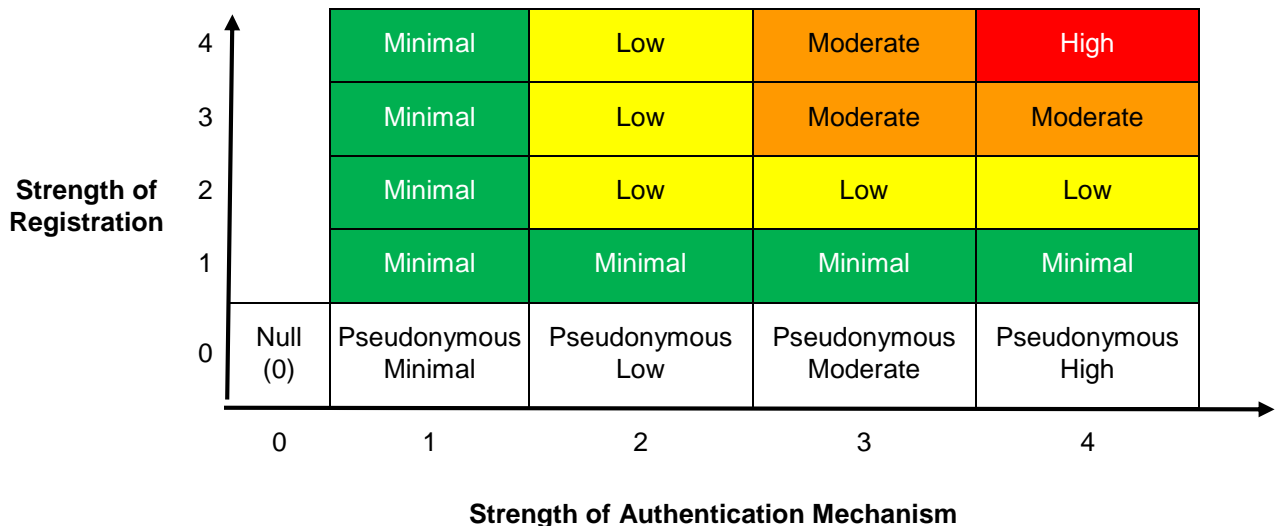 4 Minimal Low Moderate High
3 Minimal Low Moderate Moderate
Strength of
Registration
2 Minimal Low Low Low
1 Minimal Minimal Minimal Minimal
0 Null Pseudonymous Pseudonymous Pseudonymous Pseudonymous
(0) Minimal Low Moderate High
0 1 2 3 4
Strength of Authentication Mechanism